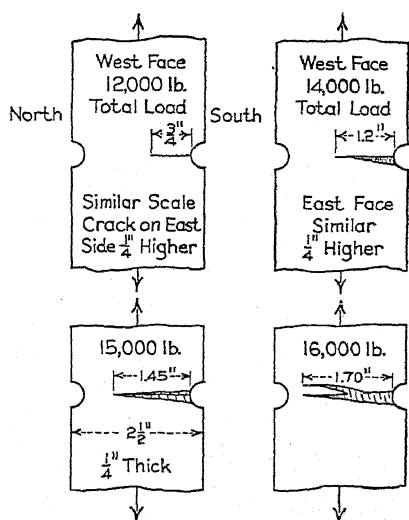 West Face
12,000 lb.
Total Load
North
3/4"
Similar Scale
Crack on East
Side 1/4" Higher
South
West Face
14,000 lb.
Total Load
1.2"
East Face
Similar
1/4" Higher
15,000 lb.
1.45"
2 1/2"
1/4" Thick
16,000 lb.
1.70"